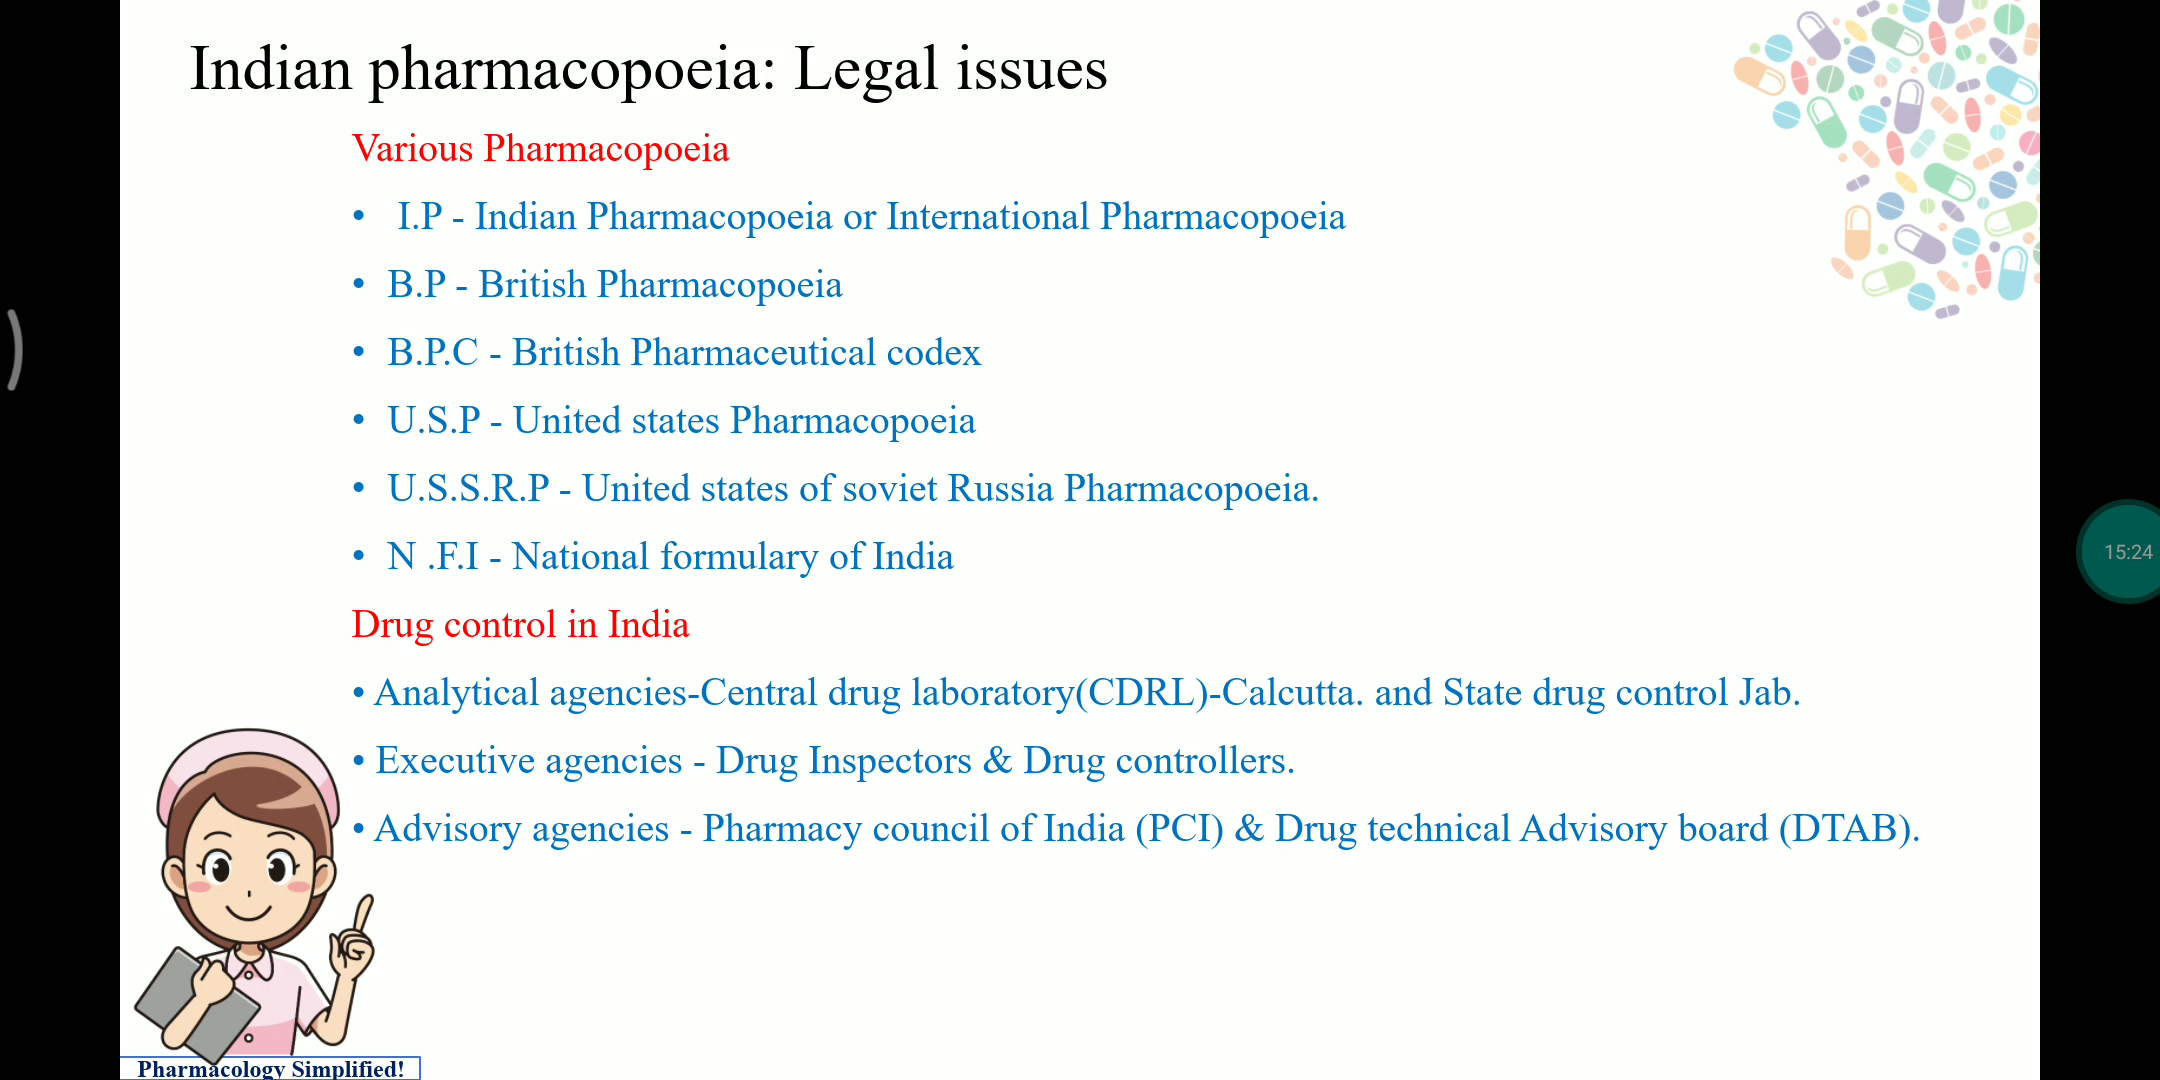 Indian pharmacopoeia: Legal issues
Various Pharmacopoeia
• I.P - Indian Pharmacopoeia or International Pharmacopoeia
• B.P - British Pharmacopoeia
• B.P.C - British Pharmaceutical codex
• U.S.P - United states Pharmacopoeia
• U.S.S.R.P - United states of soviet Russia Pharmacopoeia.
• N .F.I - National formulary of India
Drug control in India
• Analytical agencies-Central drug laboratory(CDRL)-Calcutta. and State drug control Jab.
• Executive agencies - Drug Inspectors & Drug controllers.
• Advisory agencies - Pharmacy council of India (PCI) & Drug technical Advisory board (DTAB).
15:24
Pharmacology Simplified!